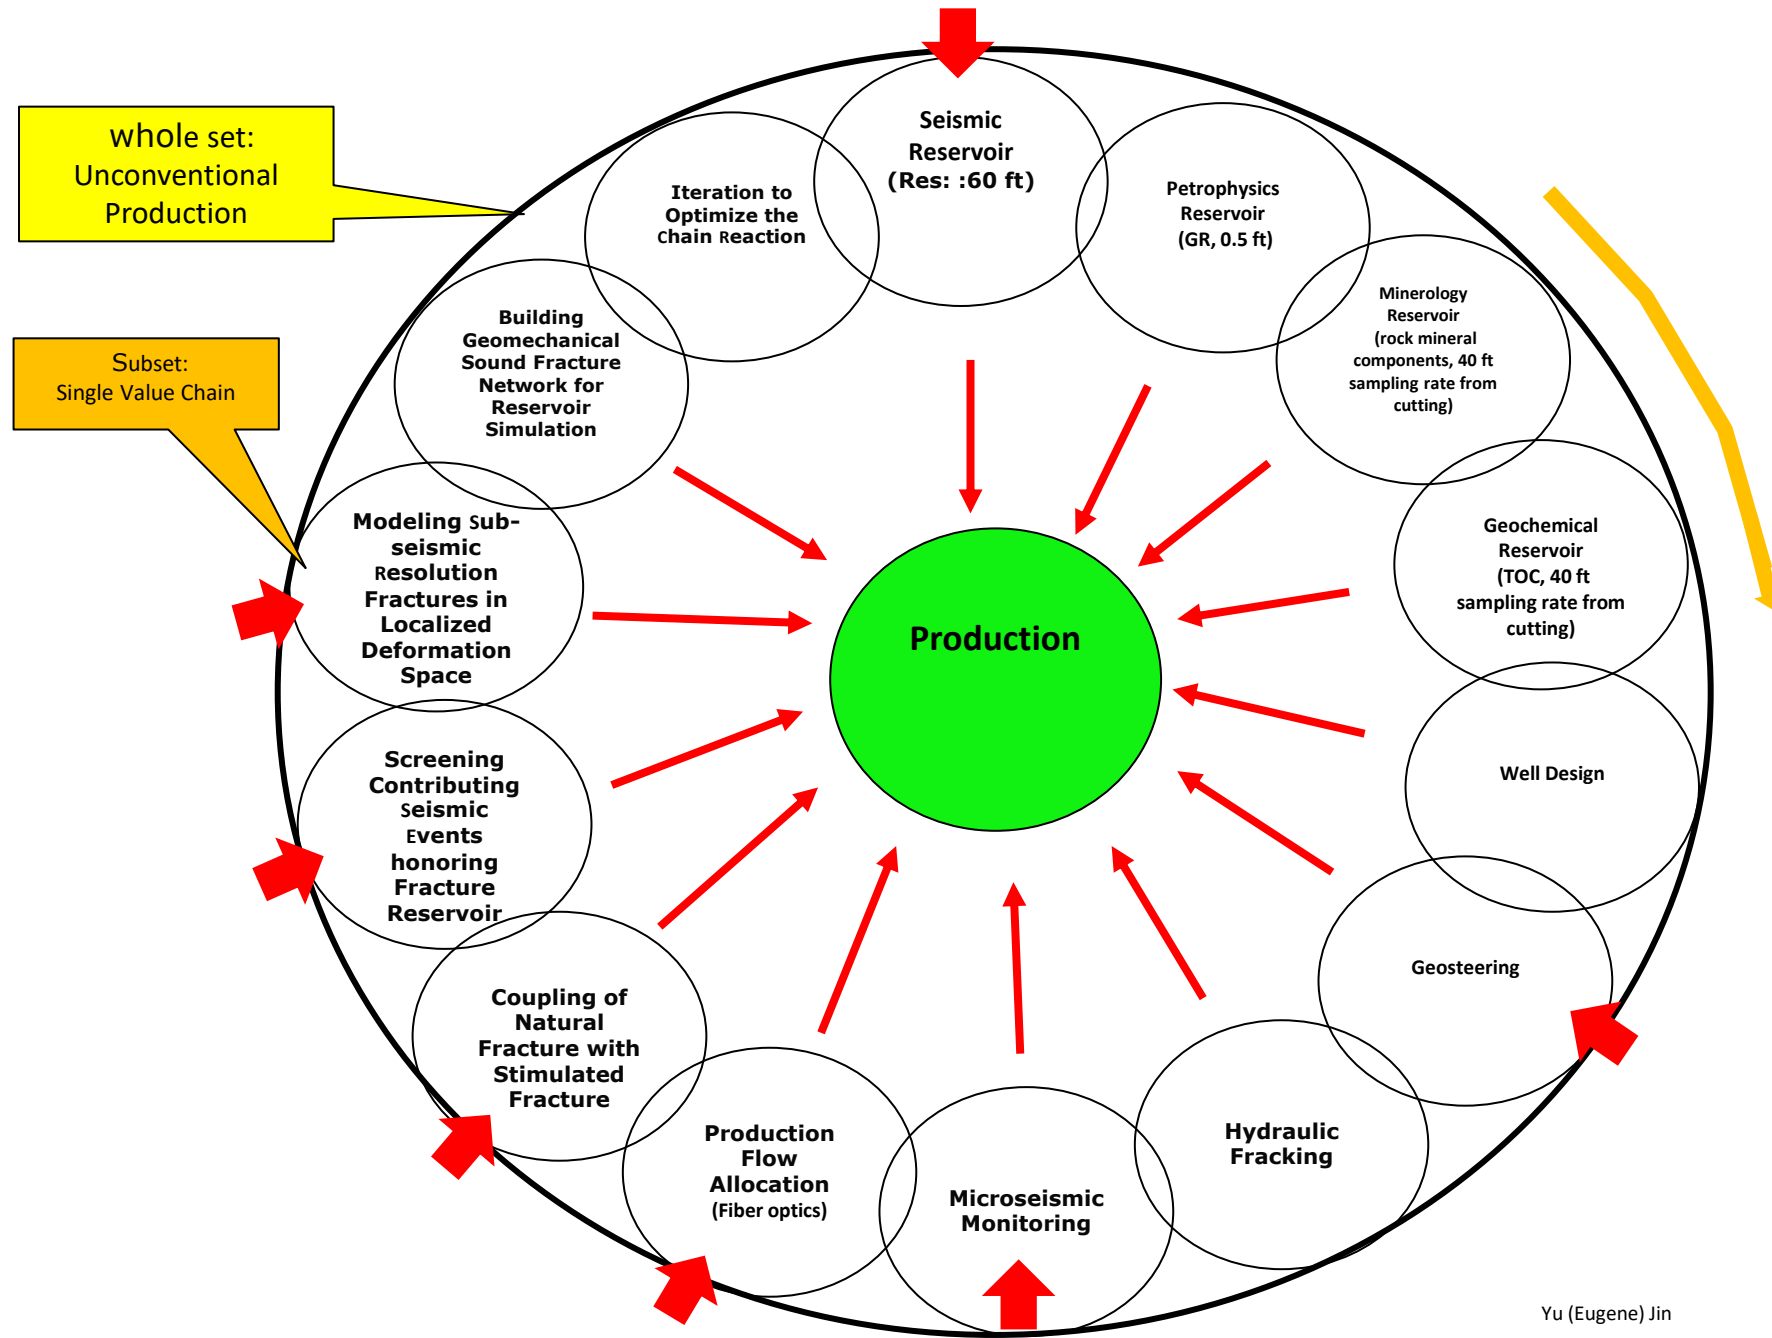 whole set:
Unconventional
Production
Subset:
Single Value Chain
Seismic
Reservoir
(Res: :60 ft)
Petrophysics
Reservoir
(GR, 0.5 ft)
Minerology
Reservoir
(rock mineral
components, 40 ft
sampling rate from
cutting)
Geochemical
Reservoir
(TOC, 40 ft
sampling rate from
cutting)
Well Design
Geosteering
Hydraulic
Fracking
Microseismic
Monitoring
Production
Flow
Allocation
(Fiber optics)
Coupling of
Natural
Fracture with
Stimulated
Fracture
Screening
Contributing
Seismic
Events
honoring
Fracture
Reservoir
Modeling Sub-
seismic
Resolution
Fractures in
Localized
Deformation
Space
Building
Geomechanical
Sound Fracture
Network for
Reservoir
Simulation
Iteration to
Optimize the
Chain Reaction
Production
Yu (Eugene) Jin